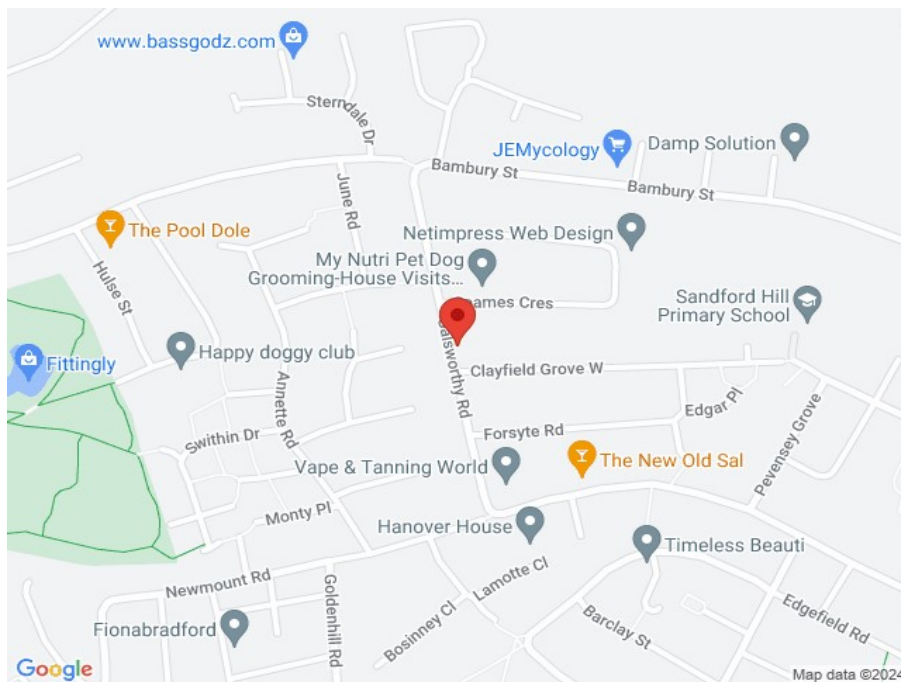 www.bassgodz.com
Sterndale Dr
JEMycology
Damp Solution
Bambury St
Bambury St
June Rd
The Pool Dole
Netimpress Web Design
My Nutri Pet Dog
Grooming-House Visits...
Hulse St
Cres
Sandford Hill
Primary School
Happy doggy club
Fittingly
Galsworthy Rd
Clayfield Grove W
Annette Rd
Edgar Pl
Pevensey Grove
Swithin Dr
Forsyte Rd
Vape & Tanning World
The New Old Sal
Monty Pl
Hanover House
Timeless Beauti
Newmount Rd
Goldenhill Rd
Lamotte Cl
Bosinney Cl
Barclay St
Edgefield Rd
Fionabradford
Google
Map data ©2024